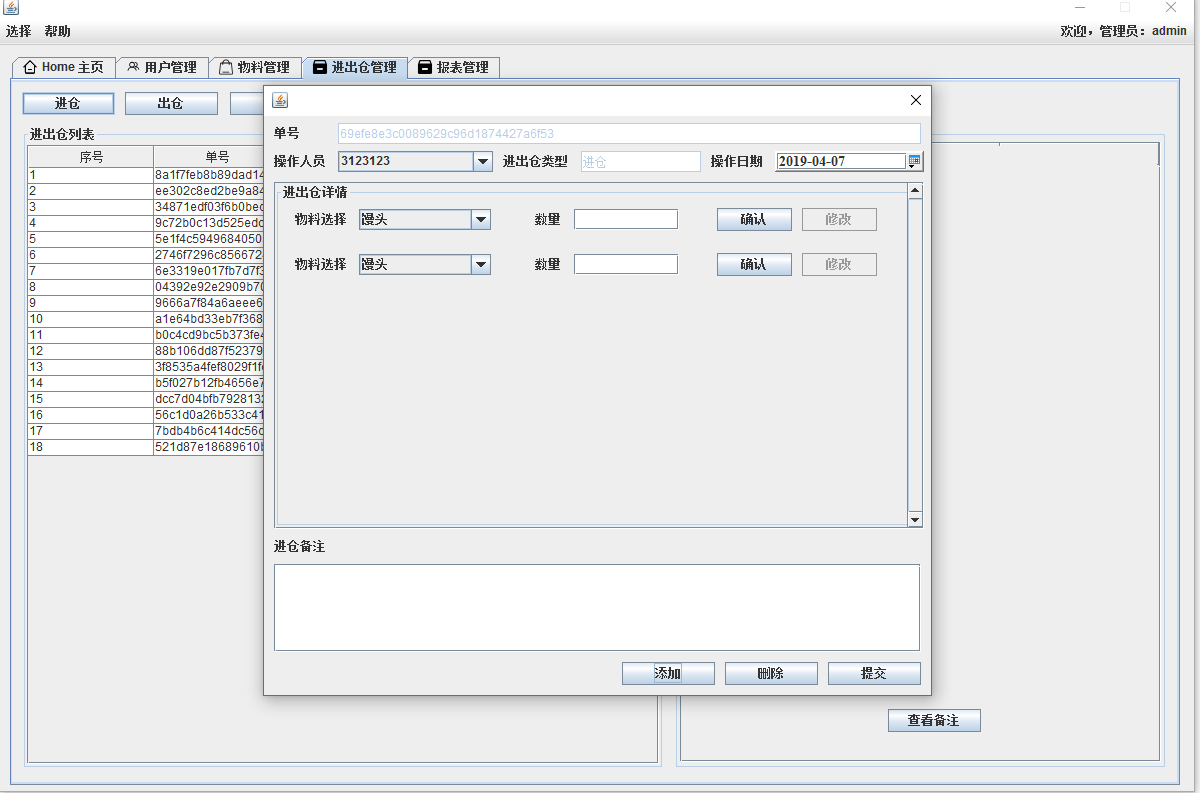 选择 帮助 欢迎，管理员：admin
Home 主页 用户管理 物料管理 进出仓管理 报表管理
进仓 出仓
单号 69efe8e3c0089629c96d1874427a6f53
操作人员 3123123 进出仓类型 进仓 操作日期 2019-04-07
进出仓详情
物料选择 馒头 数量 确认 修改
物料选择 馒头 数量 确认 修改
进仓备注
添加 删除 提交
进出仓列表
序号 单号
1 8a1f7feb8b89dad14
2 ee302c8ed2be9a84
3 34871edf03f6b0bec
4 9c72b0c13d525edc
5 5e1f4c5949684050
6 2746f7296c856672
7 6e3319e017fb7d7f3
8 04392e92e2909b70
9 9666a7f84a6aeee6
10 a1e64bd33eb7f368
11 b0c4cd9bc5b373fe4
12 88b106dd87f52379
13 3f8535a4fef8029f1f
14 b5f027b12fb4656e7
15 dcc7d04bfb7928132
16 56c1d0a26b533c41
17 7bdb4b6c414dc56c
18 521d87e18689610b
查看备注